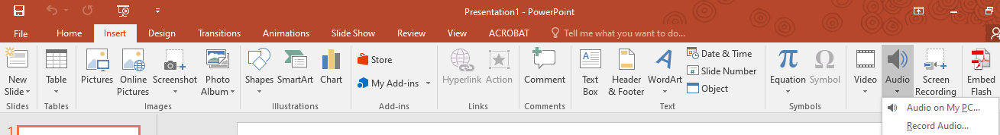 Presentation1 - PowerPoint
File Home Insert Design Transitions Animations Slide Show Review View ACROBAT Tell me what you want to do...
New Slide
Table
Pictures
Online Pictures
Screenshot
Photo Album
Shapes
SmartArt
Chart
Store
My Add-ins
Hyperlink
Action
Comment
Text Box
Header & Footer
WordArt
Date & Time
Slide Number
Object
π
Equation
Ω
Symbol
Video
Audio
Screen Recording
Embed Flash
Slides Tables Images Illustrations Add-ins Links Comments Text Symbols
Audio on My PC...
Record Audio...
1